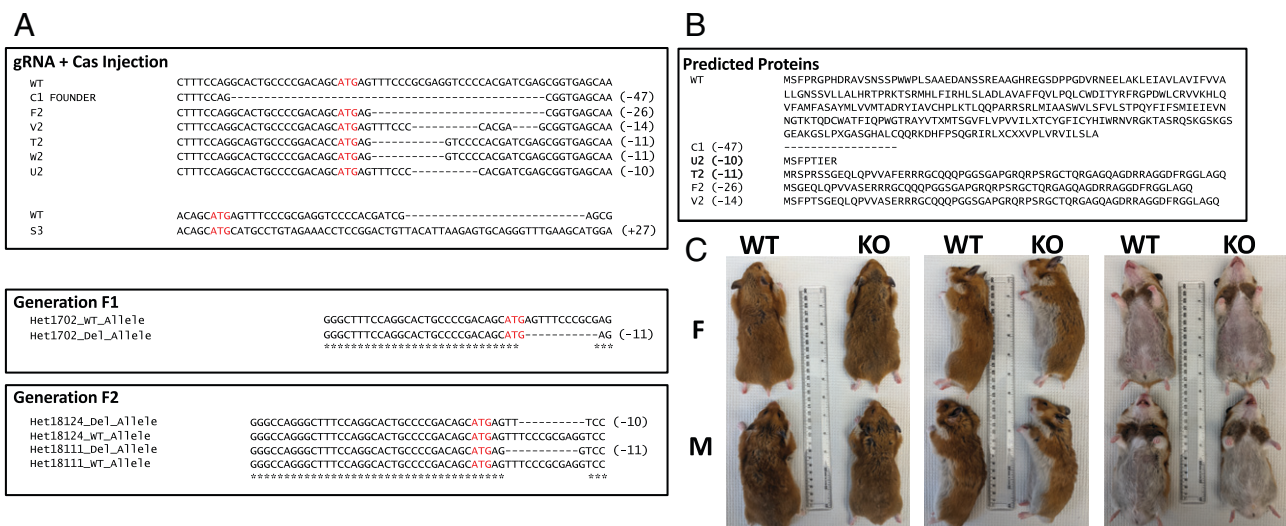 A
gRNA + Cas Injection
WT CTTTCCAGGCACTGCCCCGACAGCATGAGTTTCCCGCGAGGTCCCCACGATCGAGCGGTGAGCAA
C1 FOUNDER CTTTCCAG-----------------------------------------------CGGTGAGCAA (-47)
F2 CTTTCCAGGCACTGCCCCGACAGCATGAG--------------------------CGGTGAGCAA (-26)
V2 CTTTCCAGGCACTGCCCCGACAGCATGAGTTTCCC----------CACGA----GCGGTGAGCAA (-14)
T2 CTTTCCAGGCACTGCCCGGACACCATGAG-----------GTCCCCACGATCGAGCGGTGAGCAA (-11)
W2 CTTTCCAGGCACTGCCCCGACAGCATGAG-----------GTCCCCACGATCGAGCGGTGAGCAA (-11)
U2 CTTTCCAGGCACTGCCCCGACAGCATGAGTTTCCC----------CACGATCGAGCGGTGAGCAA (-10)
WT ACAGCATGAGTTTCCCGCGAGGTCCCCACGATCG---------------------------AGCG
S3 ACAGCATGCATGCCTGTAGAAACCTCCGGACTGTTACATTAAGAGTGCAGGGTTTGAAGCATGGA (+27)
Generation F1
Het1702_WT_Allele GGGCTTTCCAGGCACTGCCCCGACAGCATGAGTTTCCCGCGAG
Het1702_Del_Allele GGGCTTTCCAGGCACTGCCCCGACAGCATG-----------AG (-11)
***************************** ***
Generation F2
Het18124_Del_Allele GGGCCAGGGCTTTCCAGGCACTGCCCCGACAGCATGAGTT----------TCC (-10)
Het18124_WT_Allele GGGCCAGGGCTTTCCAGGCACTGCCCCGACAGCATGAGTTTCCCGCGAGGTCC
Het18111_Del_Allele GGGCCAGGGCTTTCCAGGCACTGCCCCGACAGCATGAG-----------GTCC (-11)
Het18111_WT_Allele GGGCCAGGGCTTTCCAGGCACTGCCCCGACAGCATGAGTTTCCCGCGAGGTCC
************************************** ***
B
Predicted Proteins
WT MSFPRGPHDRAVSNSSPWWPLSAAEDANSSREAAGHREGSDPPGDVRNEELAKLEIAVLAVIFVVA
LLGNSSVLLALHRTPRKTSRMHLFIRHLSLADLAVAFFQVLPQLCWDITYRFRGPDWLCRVVKHLQ
VFAMFASAYMLVVMTADRYIAVCHPLKTLQQPARRSRLMIAASWVLSFVLSTPQYFIFSMIEIEVN
NGTKTQDCWATFIQPWGTRAYVTXMTSGVFLVPVVILXTCYGFICYHIWRNVRGKTASRQSKGSKGS
GEAKGSLPXGASGHALCQQRKDHFPSQGRIRLXCXXVPLVRVILSLA
C1 (-47) -----------------
U2 (-10) MSFPTIER
T2 (-11) MRSPRSSGEQLQPVVAFERRRGCQQQPGGSGAPGRQRPSRGCTQRGAGQAGDRRAGGDFRGGLAGQ
F2 (-26) MSGEQLQPVVASERRRGCQQQPGGSGAPGRQRPSRGCTQRGAGQAGDRRAGGDFRGGLAGQ
V2 (-14) MSFPTSGEQLQPVVASERRRGCQQQPGGSGAPGRQRPSRGCTQRGAGQAGDRRAGGDFRGGLAGQ
C
WT KO WT KO WT KO
F
M